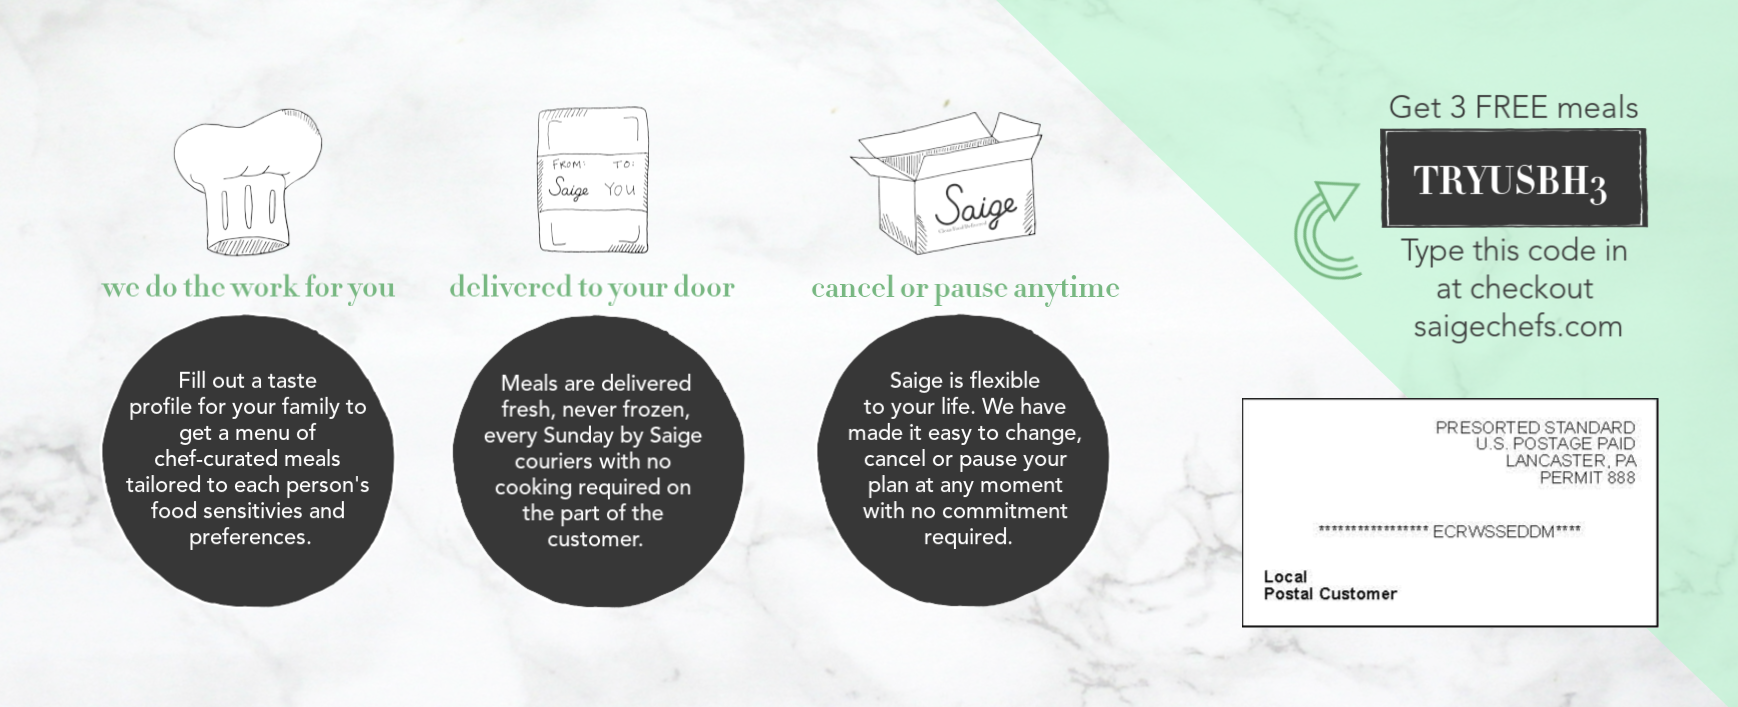 FROM: TO:
Saige YOU
Saige
we do the work for you
delivered to your door
cancel or pause anytime
Fill out a taste
profile for your family to
get a menu of
chef-curated meals
tailored to each person's
food sensitivies and
preferences.
Meals are delivered
fresh, never frozen,
every Sunday by Saige
couriers with no
cooking required on
the part of the
customer.
Saige is flexible
to your life. We have
made it easy to change,
cancel or pause your
plan at any moment
with no commitment
required.
Get 3 FREE meals
TRYUSBH3
Type this code in
at checkout
saigechefs.com
PRESORTED STANDARD
U.S. POSTAGE PAID
LANCASTER, PA
PERMIT 888
***************** ECRWSSEDDM****
Local
Postal Customer